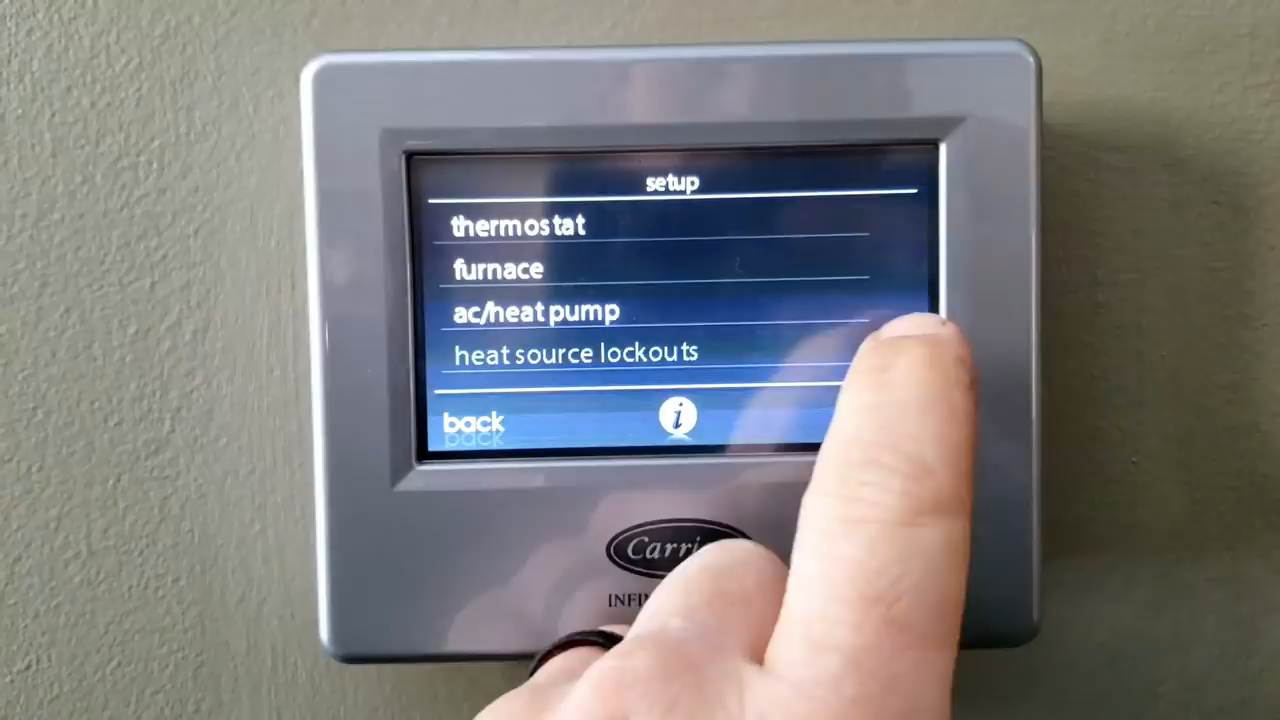 setup
thermostat
furnace
ac/heat pump
heat source lockouts
back
i